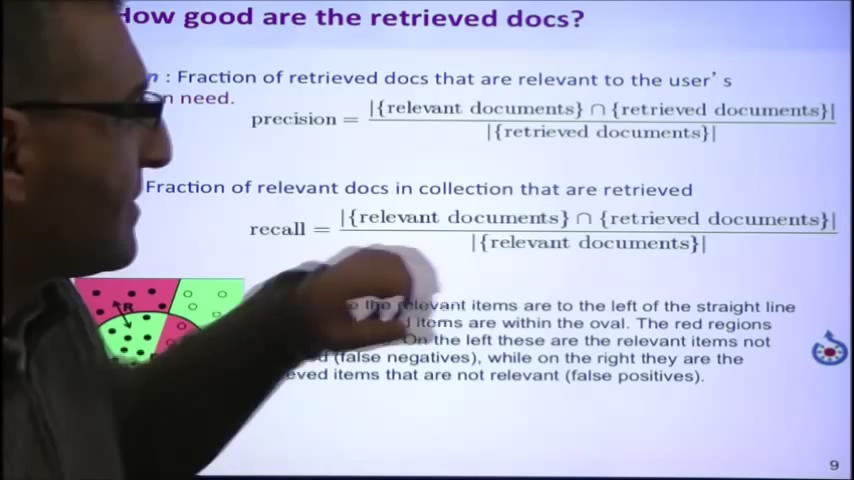 How good are the retrieved docs?
n : Fraction of retrieved docs that are relevant to the user's
n need.
precision = |{relevant documents} ∩ {retrieved documents}|
|{retrieved documents}|
Fraction of relevant docs in collection that are retrieved
recall = |{relevant documents} ∩ {retrieved documents}|
|{relevant documents}|
R
e the relevant items are to the left of the straight line
items are within the oval. The red regions
On the left these are the relevant items not
(false negatives), while on the right they are the
eved items that are not relevant (false positives).
9